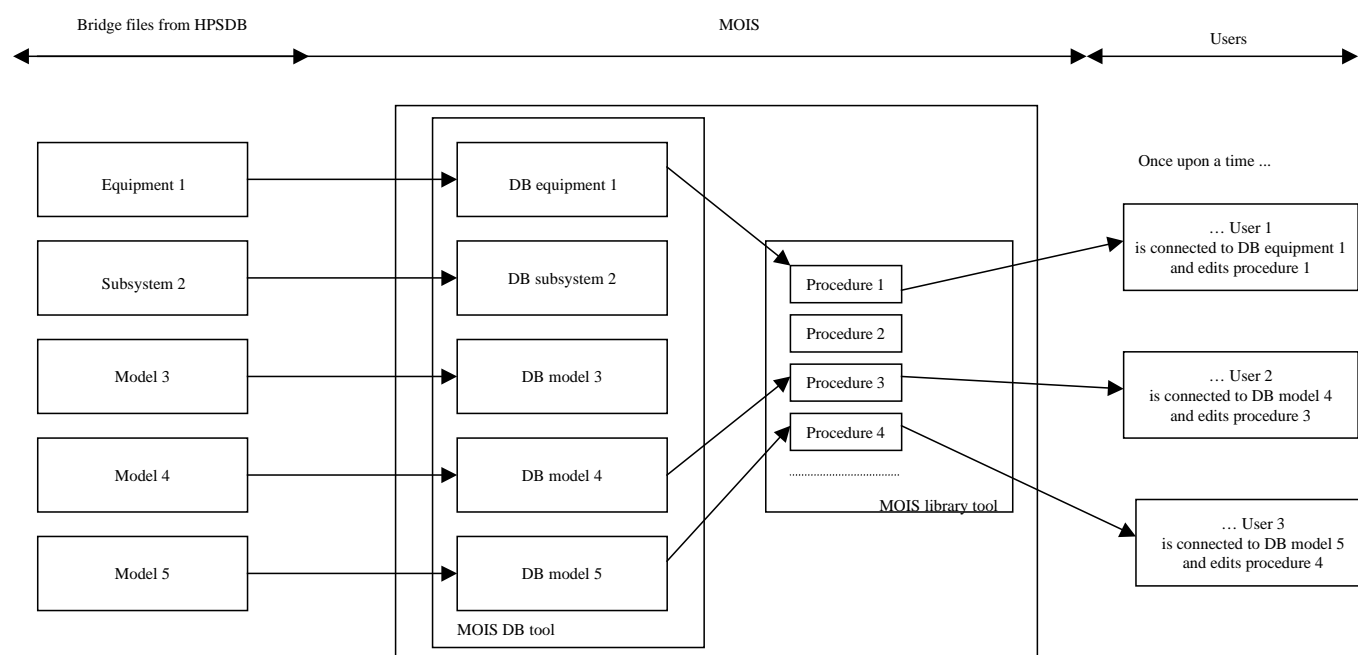 Bridge files from HPSDB
MOIS
Users
Equipment 1
DB equipment 1
Once upon a time ...
Subsystem 2
DB subsystem 2
Procedure 1
… User 1
is connected to DB equipment 1
and edits procedure 1
Procedure 2
Model 3
DB model 3
Procedure 3
… User 2
is connected to DB model 4
and edits procedure 3
Procedure 4
Model 4
DB model 4
MOIS library tool
Model 5
DB model 5
… User 3
is connected to DB model 5
and edits procedure 4
MOIS DB tool